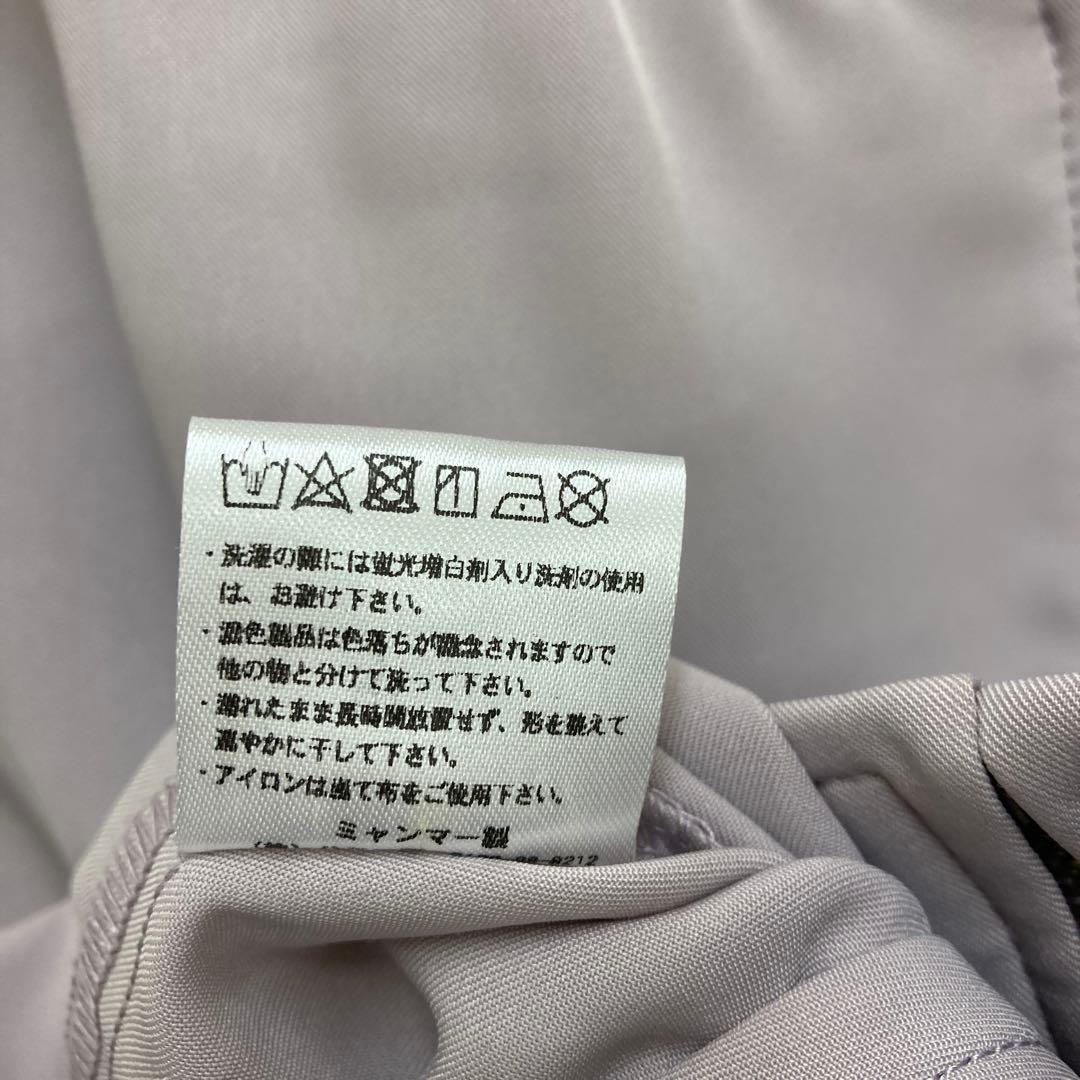 ・洗濯の際には蛍光増白剤入り洗剤の使用
は、お避け下さい。
・濃色製品は色落ちが懸念されますので
他の物と分けて洗って下さい。
・濡れたまま長時間放置せず、形を整えて
速やかに干して下さい。
・アイロンは当て布をご使用下さい。
ミャンマー製
8212